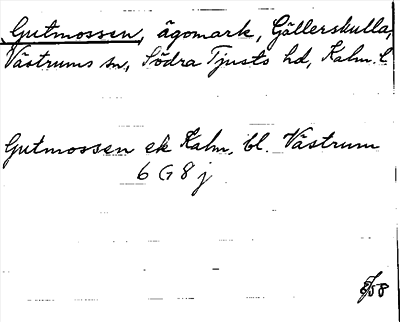 Gutmossen, ägomark, Gällerskulla,
Västrums sn, Södra Tjusts hd, Kalm. l.
Gutmossen ek Kalm. bl. Västrum
6 G 8 j